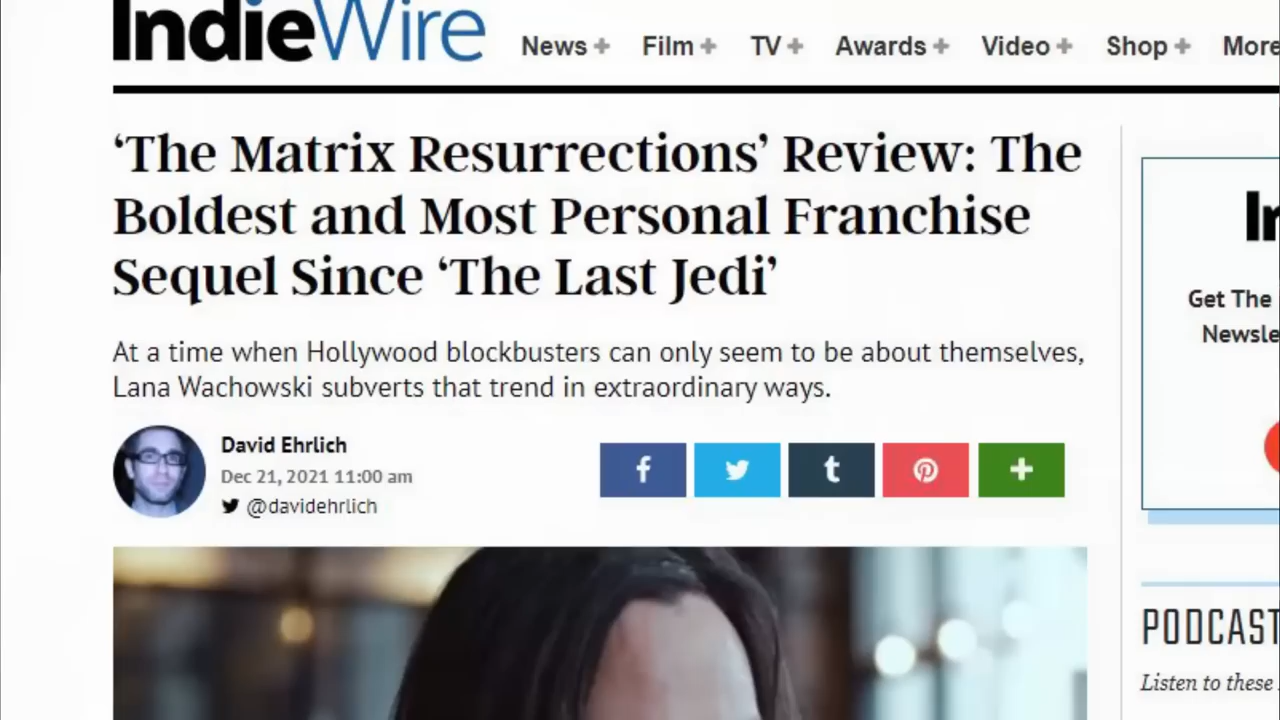 IndieWire
News + Film + TV + Awards + Video + Shop + More
‘The Matrix Resurrections’ Review: The
Boldest and Most Personal Franchise
Sequel Since ‘The Last Jedi’
At a time when Hollywood blockbusters can only seem to be about themselves,
Lana Wachowski subverts that trend in extraordinary ways.
David Ehrlich
Dec 21, 2021 11:00 am
@davidehrlich
f t +
In
Get The
Newsle
PODCAST
Listen to these